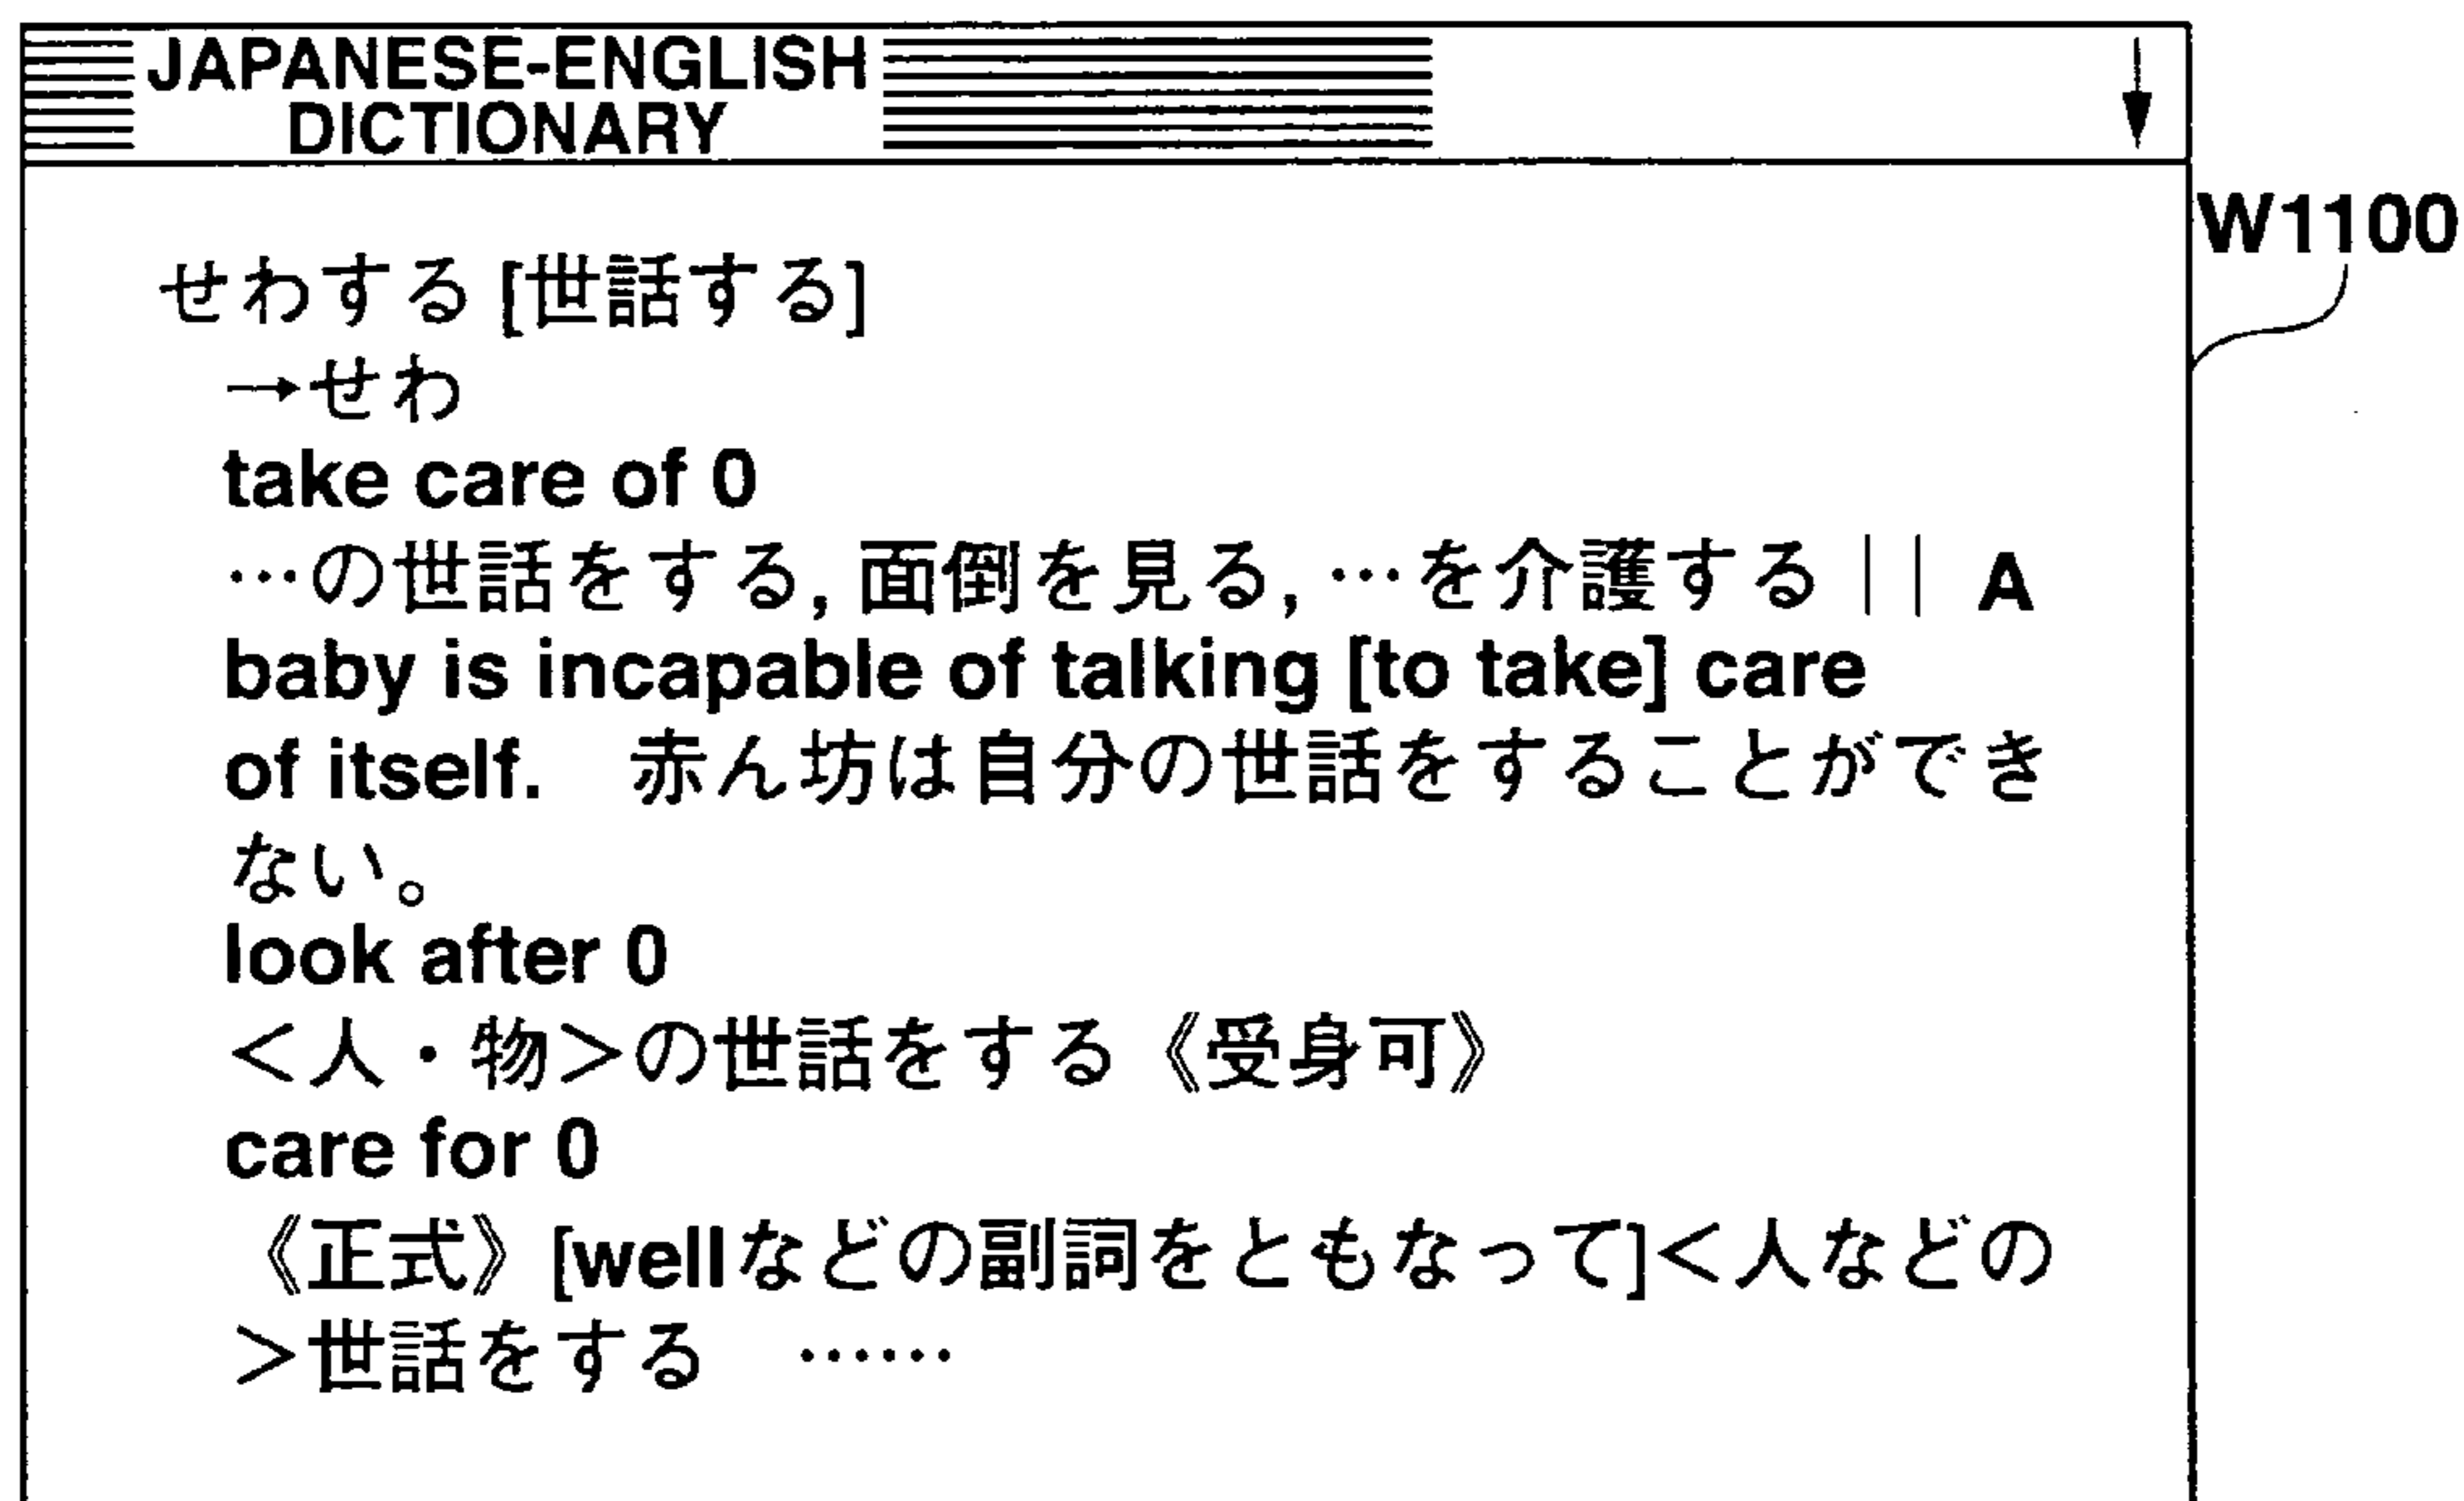 JAPANESE-ENGLISH
DICTIONARY
W1100
せわする [世話する]
→せわ
take care of 0
…の世話をする, 面倒を見る, …を介護する || A
baby is incapable of talking [to take] care
of itself. 赤ん坊は自分の世話をすることができ
ない。
look after 0
<人・物>の世話をする《受身可》
care for 0
《正式》[wellなどの副詞をともなって]<人などの
>世話をする ……